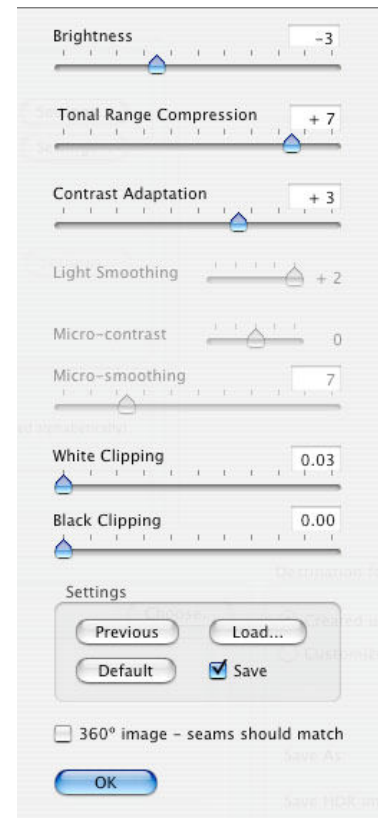 Brightness -3
Tonal Range Compression + 7
Contrast Adaptation + 3
Light Smoothing + 2
Micro-contrast 0
Micro-smoothing 7
White Clipping 0.03
Black Clipping 0.00
Settings
Previous Load...
Default Save
360º image - seams should match
OK